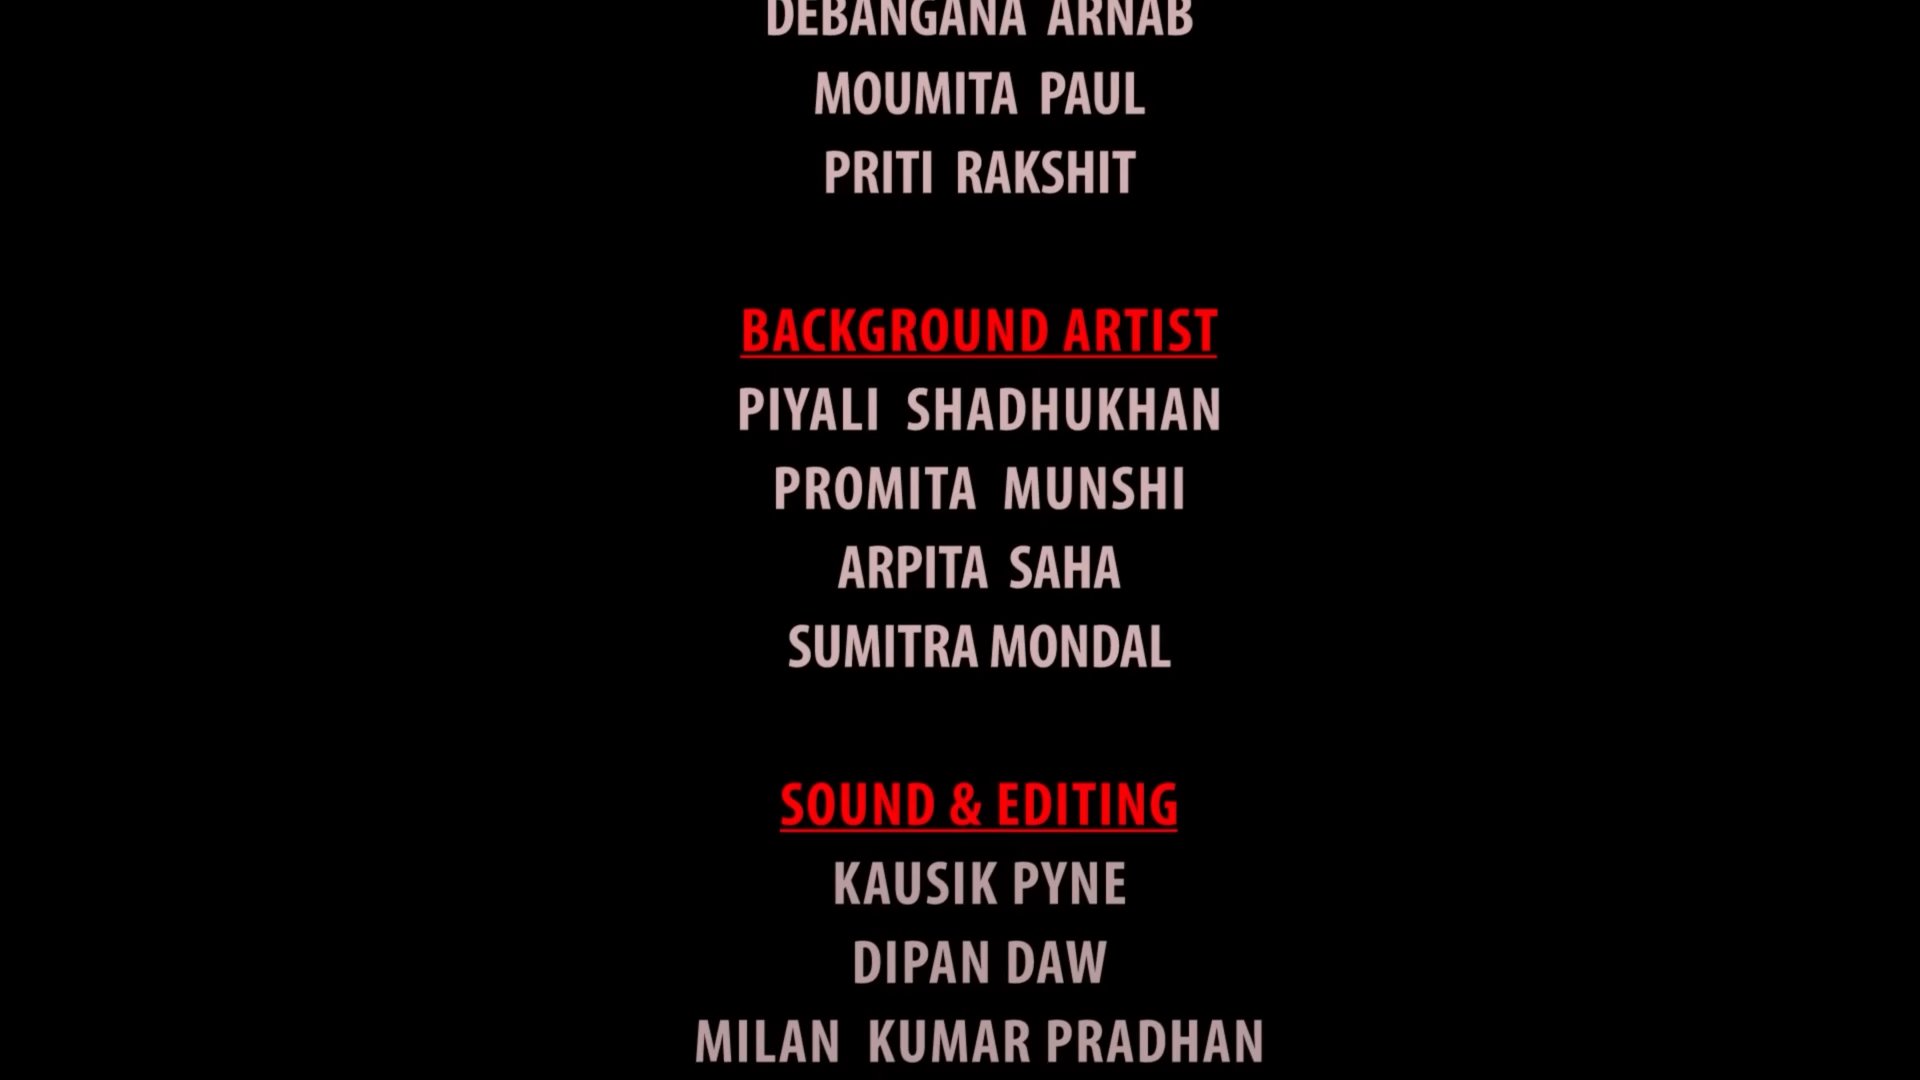 DEBANGANA ARNAB
MOUMITA PAUL
PRITI RAKSHIT
BACKGROUND ARTIST
PIYALI SHADHUKHAN
PROMITA MUNSHI
ARPITA SAHA
SUMITRA MONDAL
SOUND & EDITING
KAUSIK PYNE
DIPAN DAW
MILAN KUMAR PRADHAN